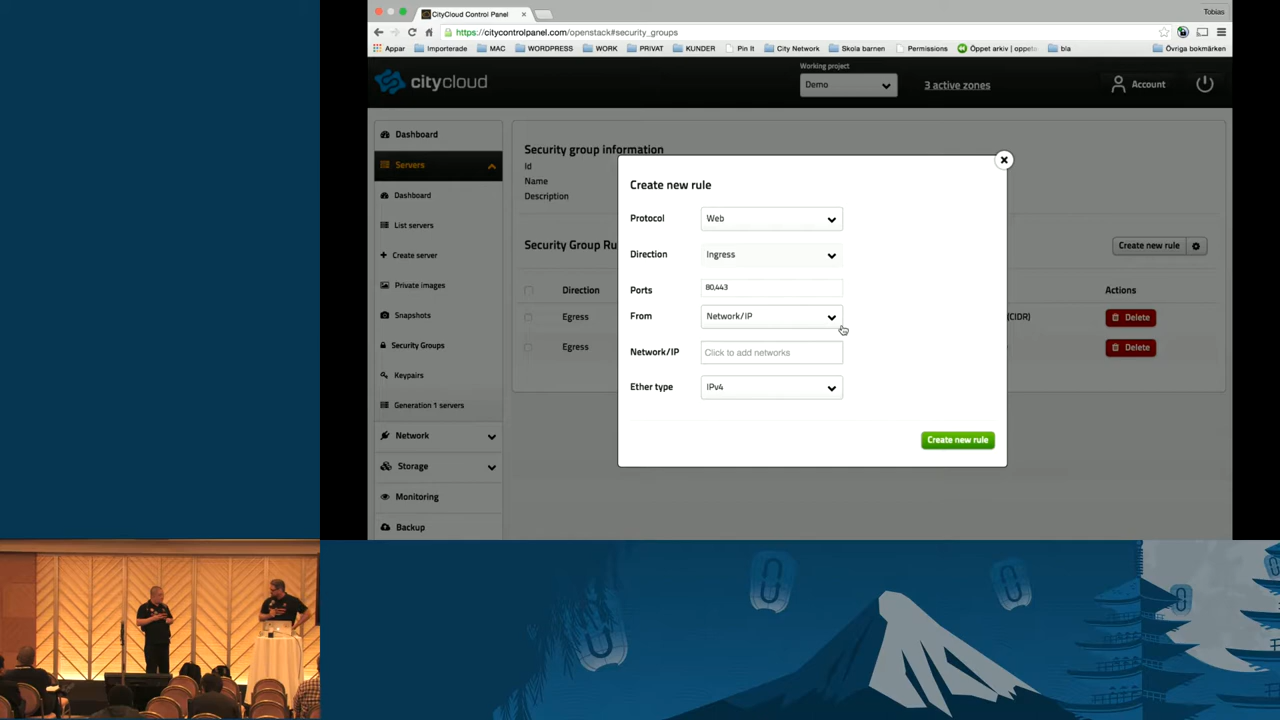 CityCloud Control Panel
Tobias
https://citycontrolpanel.com/openstack#security_groups
Appar Importerade MAC WORDPRESS WORK PRIVAT KUNDER Pin It City Network Skola barnen Permissions Öppet arkiv | oppeta bla Övriga bokmärken
citycloud
Working project
Demo
3 active zones
Account
Dashboard
Servers
Dashboard
List servers
Create server
Private images
Snapshots
Security Groups
Keypairs
Generation 1 servers
Network
Storage
Monitoring
Backup
Security group information
Id
Name
Description
Security Group Ru
Create new rule
Direction
(CIDR)
Actions
Egress
Delete
Egress
Delete
Create new rule
Protocol Web
Direction Ingress
Ports 80,443
From Network/IP
Network/IP Click to add networks
Ether type IPv4
Create new rule